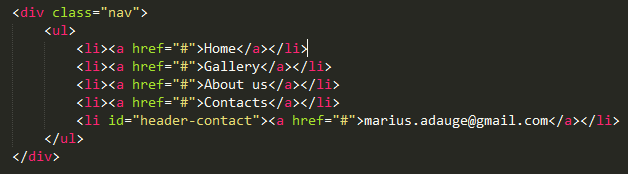 <div class="nav">
<ul>
<li><a href="#">Home</a></li>
<li><a href="#">Gallery</a></li>
<li><a href="#">About us</a></li>
<li><a href="#">Contacts</a></li>
<li id="header-contact"><a href="#">marius.adauge@gmail.com</a></li>
</ul>
</div>